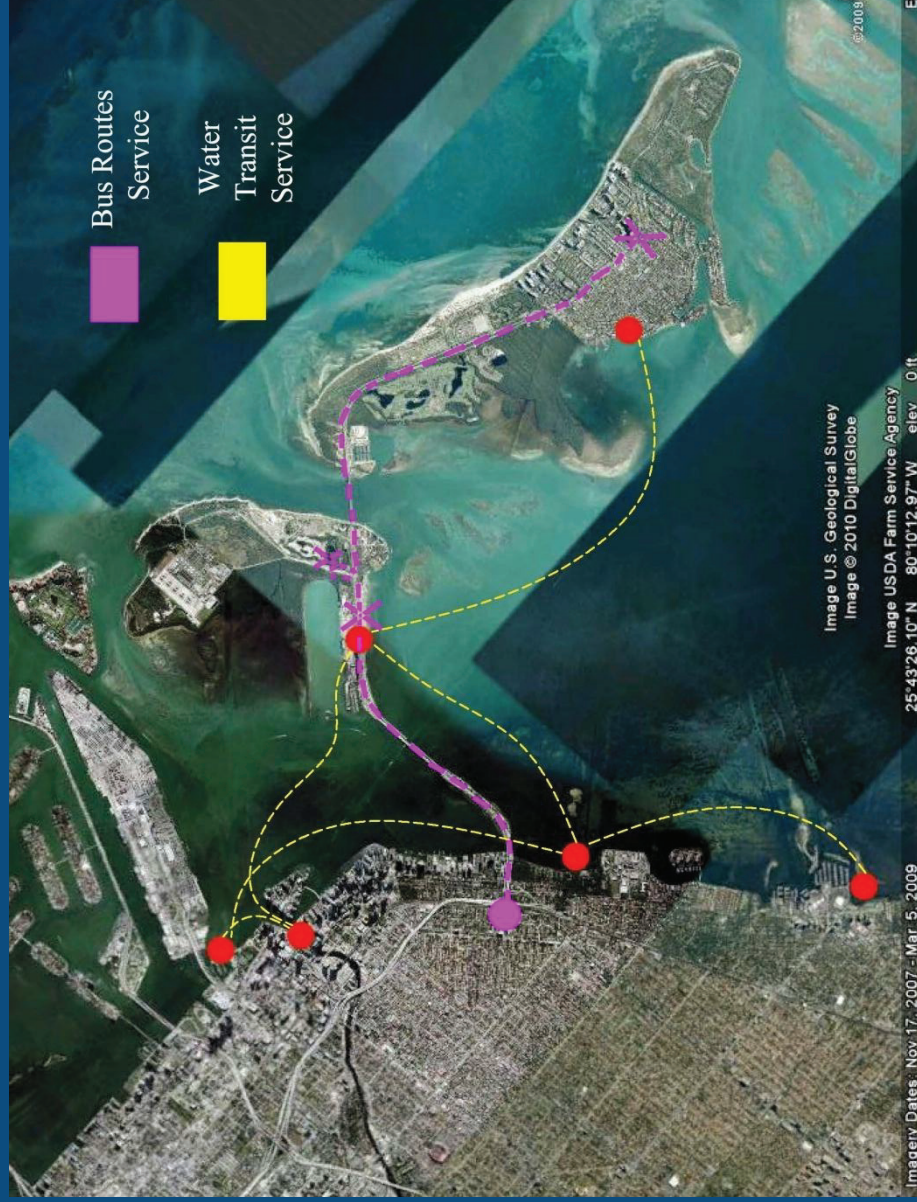 Bus Routes
Service
Water
Transit
Service
©2009
Image U.S. Geological Survey
Image © 2010 DigitalGlobe
Image USDA Farm Service Agency
Imagery Dates: Nov 17, 2007 - Mar 5, 2009
25°43'26.10" N 80°10'12.97" W elev 0 ft
E